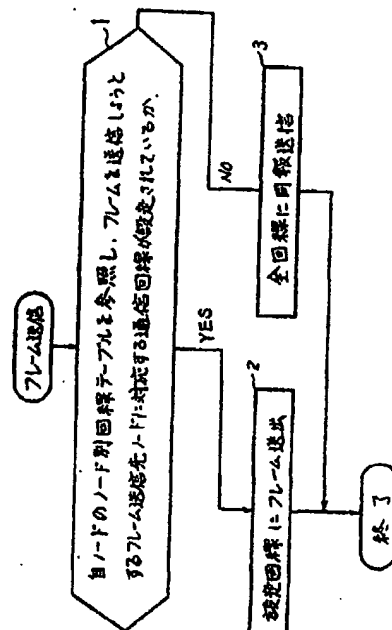 フレーム送信
1
自ノードのノード別回線テーブルを参照し、フレームを送信しようと
するフレーム送信先ノードに対応する通信回線が設定されているか.
YES
NO
2
設定回線にフレーム送出
3
全回線に同報送信
終了